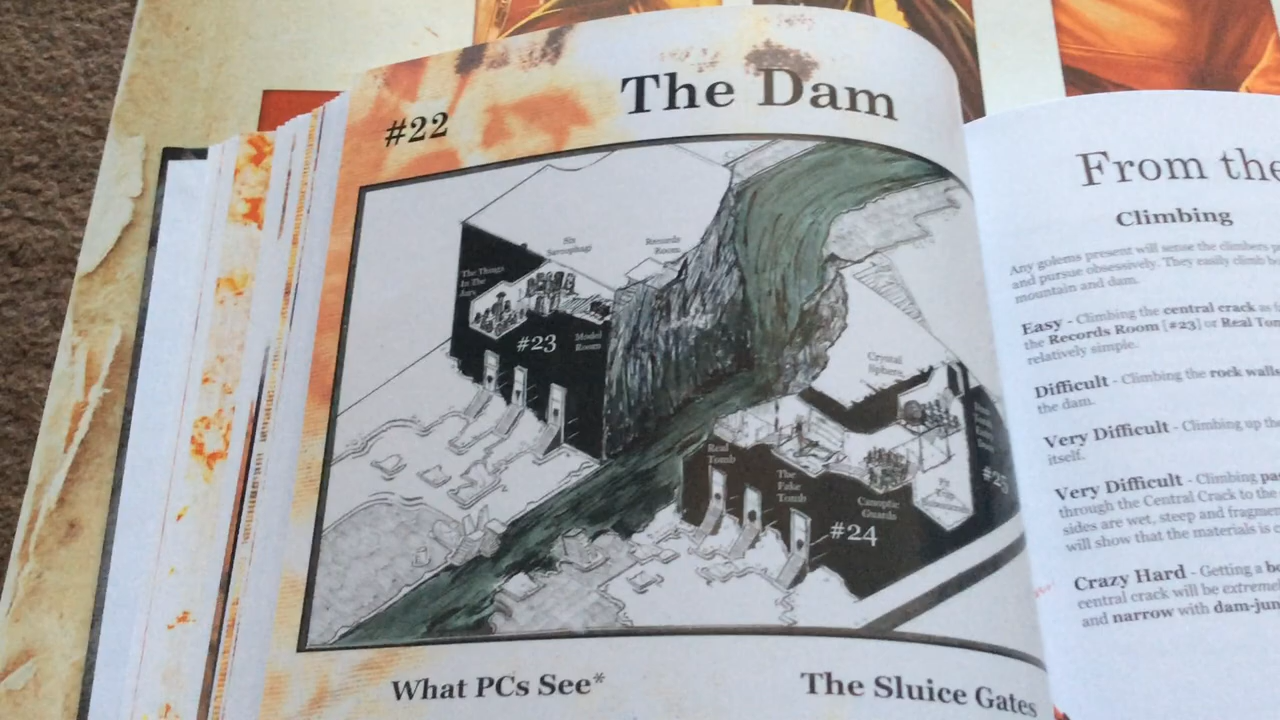 #22
The Dam
The Things
In The
Jars
Six
Sarcophagi
Records
Room
Model
Room
#23
Crystal
Sphere
Real
Tomb
The
Fake
Tomb
Canoptic
Guards
#24
#25
What PCs See*
The Sluice Gates
From the
Climbing
Any golems present will sense the climbers
and pursue obsessively. They easily climb
mountain and dam.
Easy - Climbing the central crack as
the Records Room [#23] or Real
relatively simple.
Difficult - Climbing the rock walls
the dam.
Very Difficult - Climbing up the
itself.
Very Difficult - Climbing
through the Central Crack to the
sides are wet, steep and
will show that the materials is
Crazy Hard - Getting a
central crack will be extreme
and narrow with